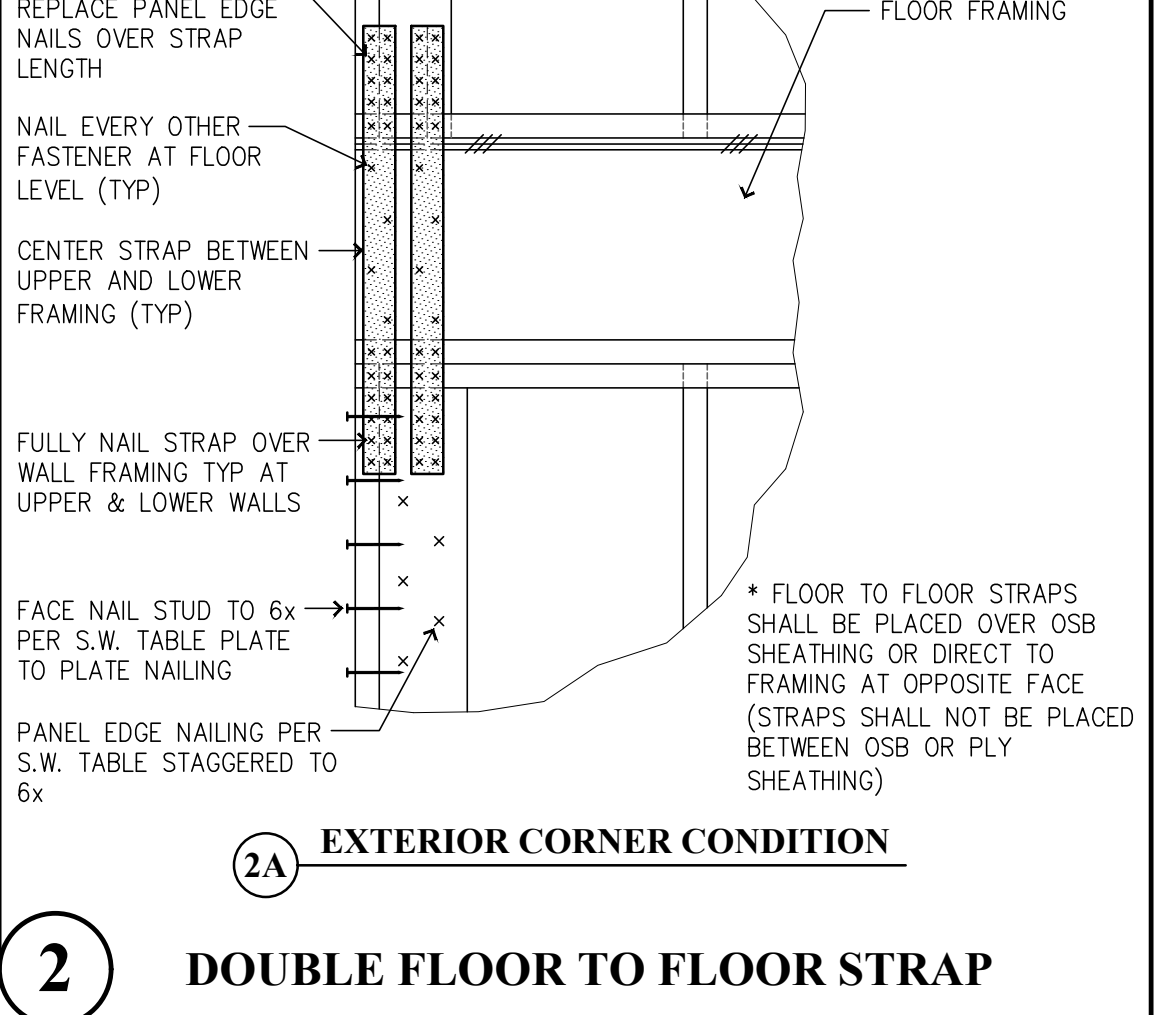 REPLACE PANEL EDGE
NAILS OVER STRAP
LENGTH
FLOOR FRAMING
NAIL EVERY OTHER
FASTENER AT FLOOR
LEVEL (TYP)
CENTER STRAP BETWEEN
UPPER AND LOWER
FRAMING (TYP)
FULLY NAIL STRAP OVER
WALL FRAMING TYP AT
UPPER & LOWER WALLS
FACE NAIL STUD TO 6x
PER S.W. TABLE PLATE
TO PLATE NAILING
PANEL EDGE NAILING PER
S.W. TABLE STAGGERED TO
6x
* FLOOR TO FLOOR STRAPS
SHALL BE PLACED OVER OSB
SHEATHING OR DIRECT TO
FRAMING AT OPPOSITE FACE
(STRAPS SHALL NOT BE PLACED
BETWEEN OSB OR PLY
SHEATHING)
2A EXTERIOR CORNER CONDITION
2 DOUBLE FLOOR TO FLOOR STRAP